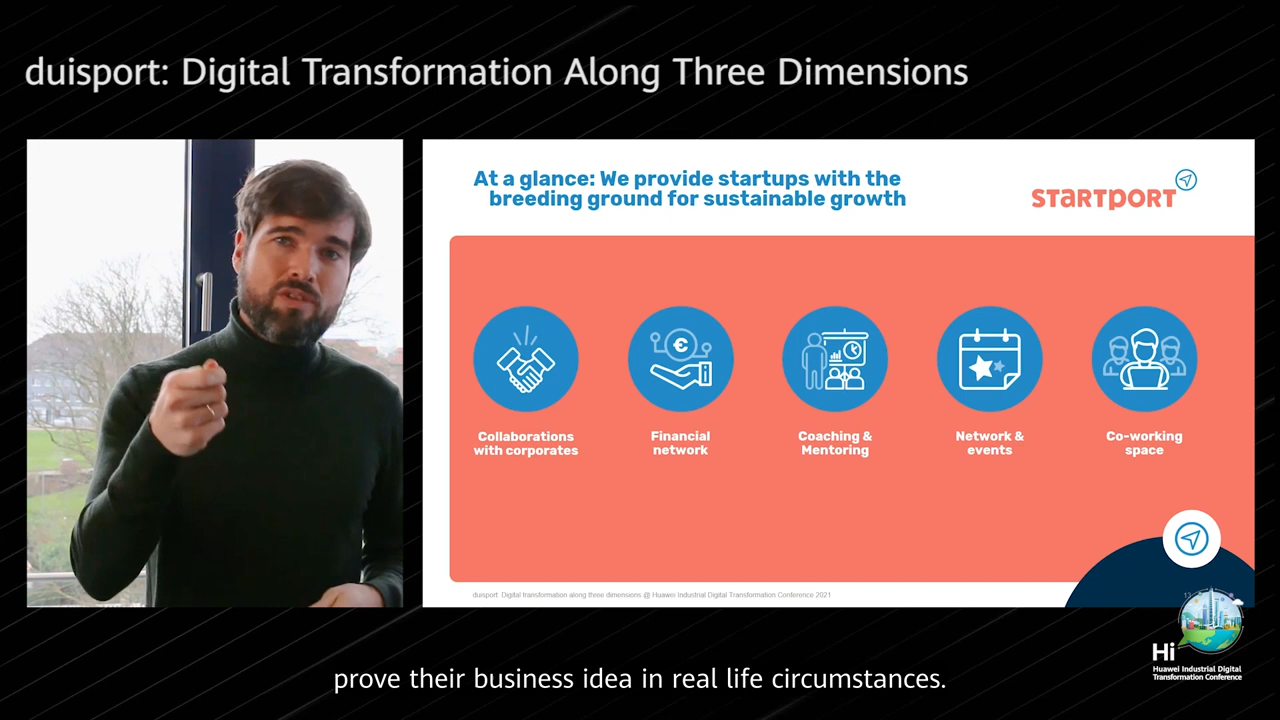 duisport: Digital Transformation Along Three Dimensions
At a glance: We provide startups with the
breeding ground for sustainable growth
STARTPORT
€
Collaborations
with corporates
Financial
network
Coaching &
Mentoring
Network &
events
Co-working
space
duisport: Digital transformation along three dimensions @ Huawei Industrial Digital Transformation Conference 2021
Hi
Huawei Industrial Digital
Transformation Conference
prove their business idea in real life circumstances.